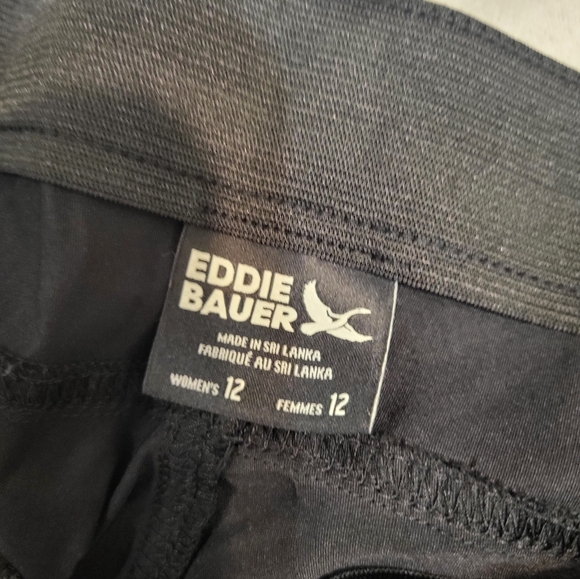 EDDIE
BAUER
MADE IN SRI LANKA
FABRIQUÉ AU SRI LANKA
WOMEN'S 12
FEMMES 12